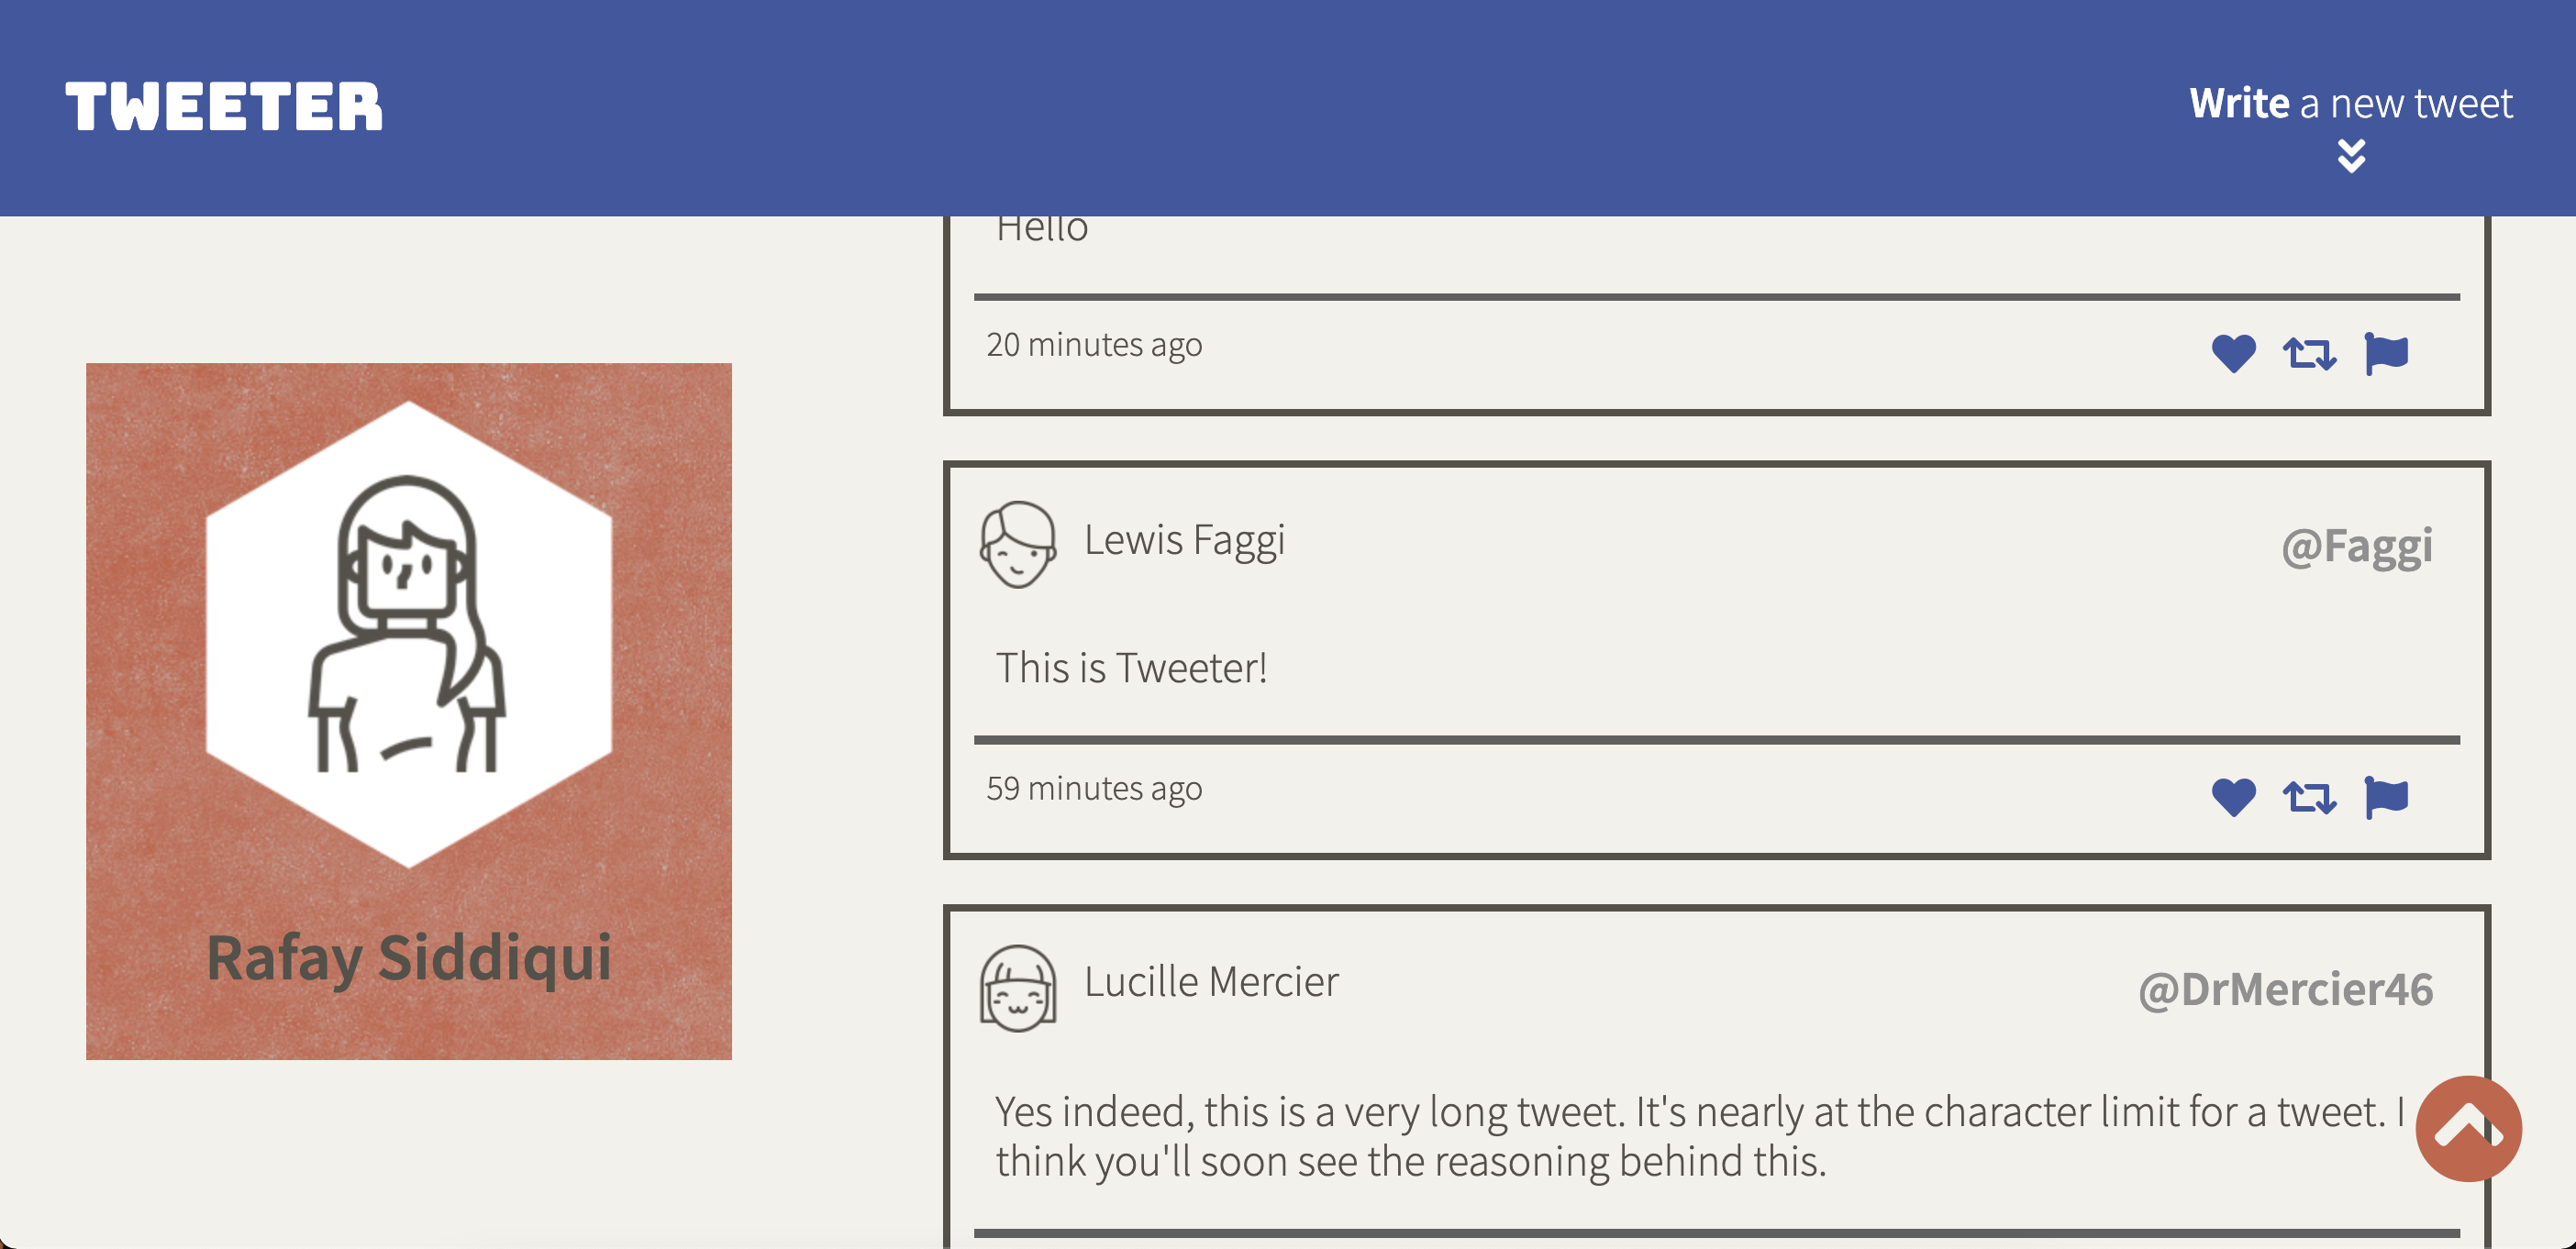 TWEETER
Write a new tweet
Hello
20 minutes ago
Rafay Siddiqui
Lewis Faggi
@Faggi
This is Tweeter!
59 minutes ago
Lucille Mercier
@DrMercier46
Yes indeed, this is a very long tweet. It's nearly at the character limit for a tweet. I
think you'll soon see the reasoning behind this.